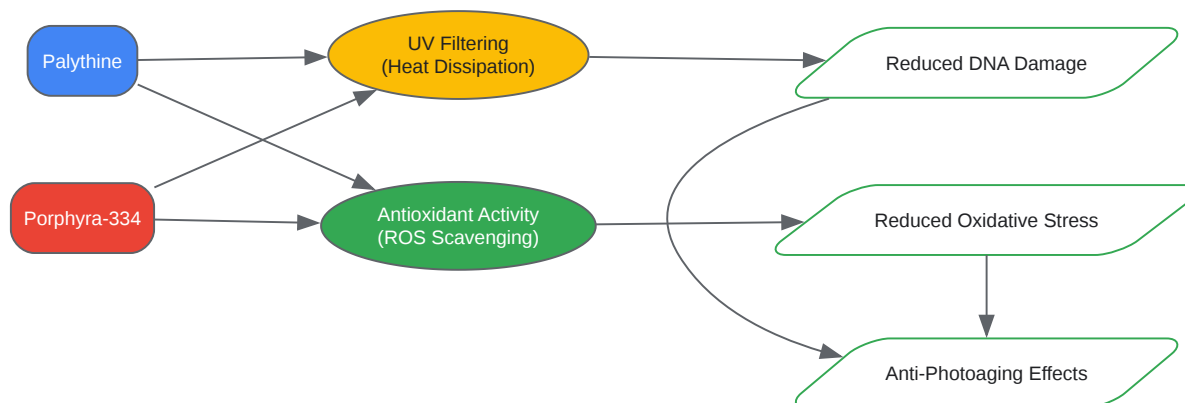 Palythine
UV Filtering
(Heat Dissipation)
Reduced DNA Damage
Porphyra-334
Antioxidant Activity
(ROS Scavenging)
Reduced Oxidative Stress
Anti-Photoaging Effects